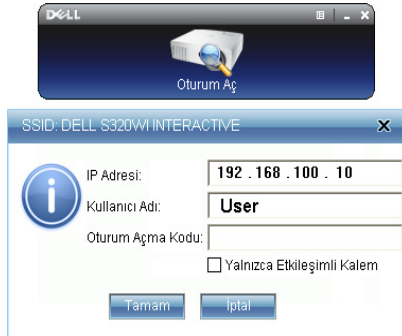 DELL
Oturum Aç
SSID: DELL S320WI INTERACTIVE
IP Adresi: 192 . 168 . 100 . 10
Kullanıcı Adı: User
Oturum Açma Kodu:
Yalnızca Etkileşimli Kalem
Tamam İptal